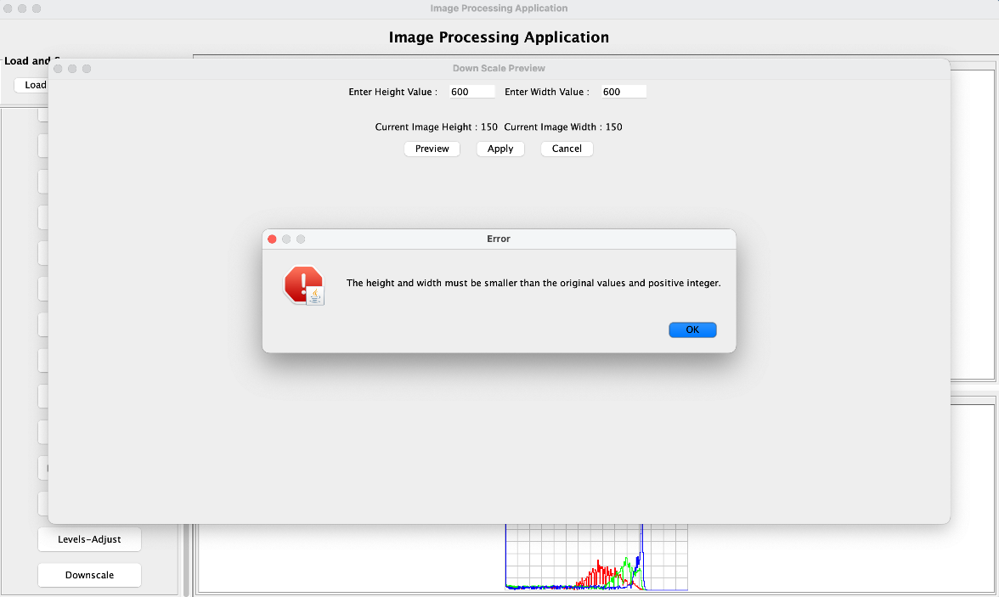 Image Processing Application
Image Processing Application
Load and
Load
Down Scale Preview
Enter Height Value : 600 Enter Width Value : 600
Current Image Height : 150 Current Image Width : 150
Preview Apply Cancel
Error
The height and width must be smaller than the original values and positive integer.
OK
Levels-Adjust
Downscale